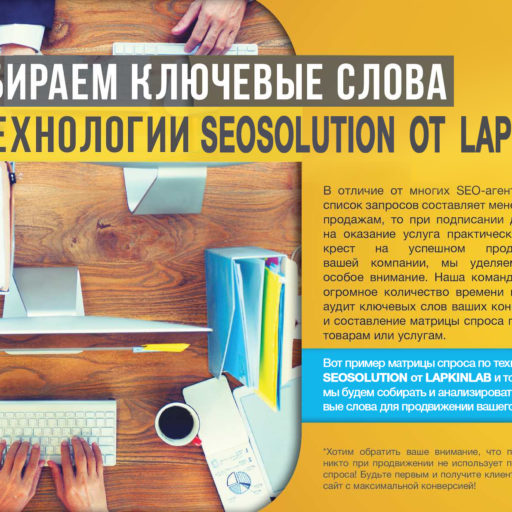 БИРАЕМ КЛЮЧЕВЫЕ СЛОВА
ЕХНОЛОГИИ SEOSOLUTION ОТ LAP
В отличие от многих SEO-агент
список запросов составляет мене
продажам, то при подписании д
на оказание услуга практическ
крест на успешном прод
вашей компании, мы уделяем
особое внимание. Наша команд
огромное количество времени
аудит ключевых слов ваших кон
и составление матрицы спроса п
товарам или услугам.
Вот пример матрицы спроса по тех
SEOSOLUTION от LAPKINLAB и то
мы будем собирать и анализироват
вые слова для продвижении вашего
*Хотим обратить ваше внимание, что п
никто при продвижении не использует п
спроса! Будьте первым и получите клиент
сайт с максимальной конверсией!